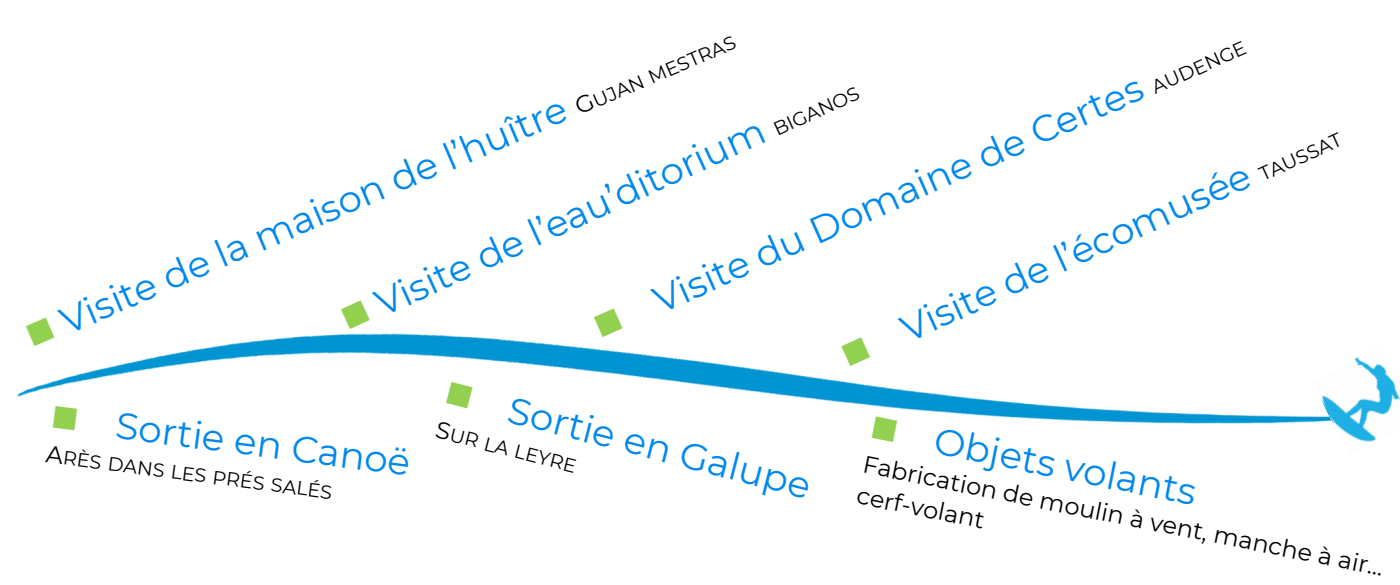 Visite de la maison de l'huître GUJAN MESTRAS
Visite de l'eau'ditorium BIGANOS
Visite du Domaine de Certes AUDENGE
Visite de l'écomusée TAUSSAT
Sortie en Canoë
ARÈS DANS LES PRÉS SALÉS
Sortie en Galupe
SUR LA LEYRE
Objets volants
Fabrication de moulin à vent, manche à air...
cerf-volant